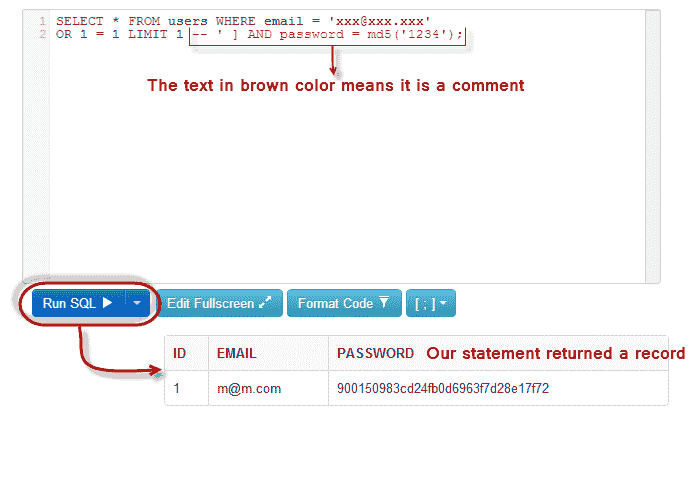 1 SELECT * FROM users WHERE email = 'xxx@xxx.xxx'
2 OR 1 = 1 LIMIT 1 -- ' ] AND password = md5('1234');
The text in brown color means it is a comment
Run SQL Edit Fullscreen Format Code [ ; ]
ID EMAIL PASSWORD Our statement returned a record
1 m@m.com 900150983cd24fb0d6963f7d28e17f72